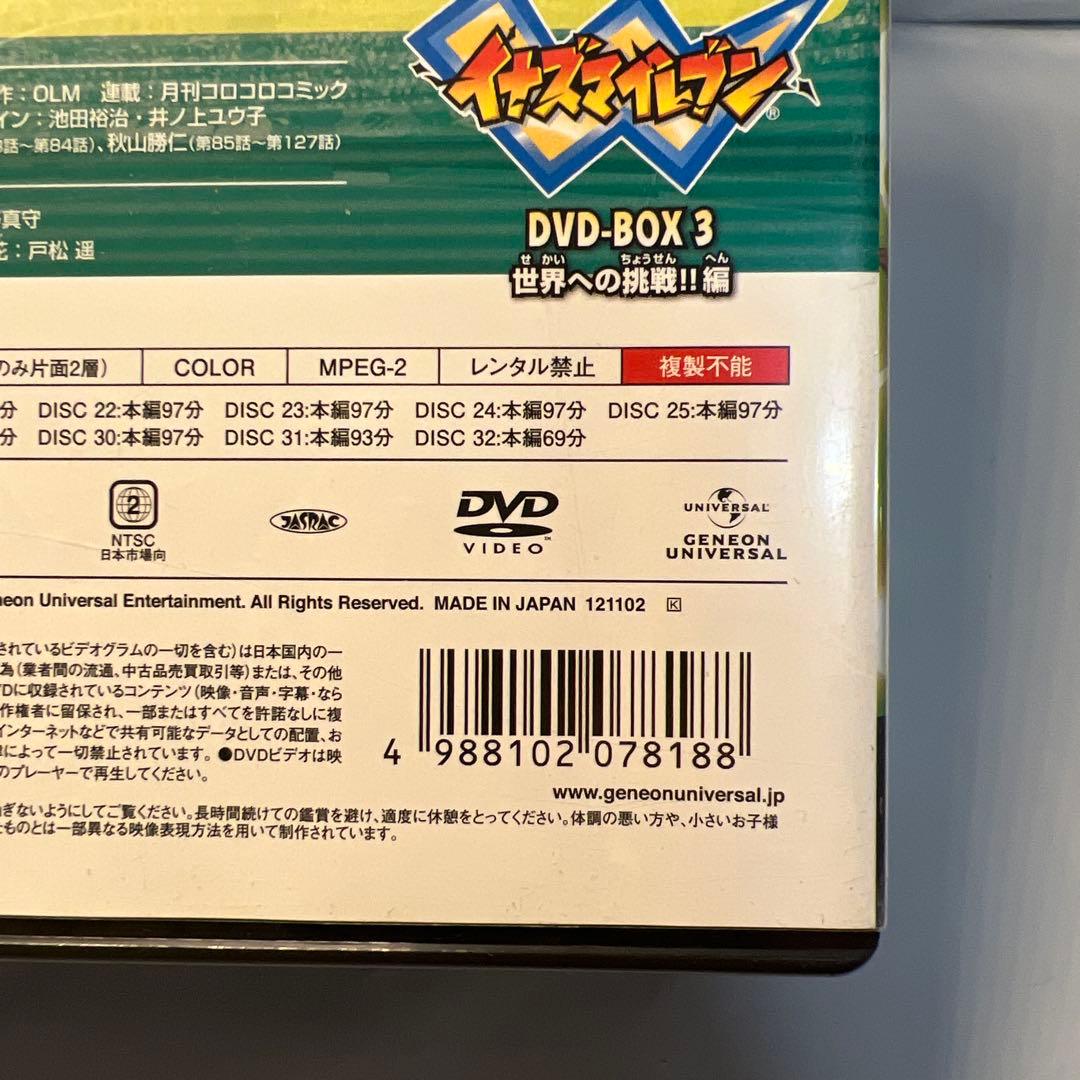 イナズマイレブン®
作：OLM　連載：月刊コロコロコミック
イン：池田裕治・井ノ上ユウ子
話～第84話)、秋山勝仁(第85話～第127話)
真守
花：戸松 遥
DVD-BOX 3
せかい ちょうせん へん
世界への挑戦!!編
のみ片面2層) COLOR MPEG-2 レンタル禁止 複製不能
分 DISC 22:本編97分 DISC 23:本編97分 DISC 24:本編97分 DISC 25:本編97分
分 DISC 30:本編97分 DISC 31:本編93分 DISC 32:本編69分
2
NTSC
日本市場向
JASRAC
DVD
VIDEO
UNIVERSAL
GENEON
UNIVERSAL
neon Universal Entertainment. All Rights Reserved. MADE IN JAPAN 121102 K
されているビデオグラムの一切を含む)は日本国内の一
為(業者間の流通、中古品売買取引等)または、その他
Dに収録されているコンテンツ(映像・音声・字幕・なら
作権者に留保され、一部またはすべてを許諾なしに複
インターネットなどで共有可能なデータとしての配置、お
によって一切禁止されています。●DVDビデオは映
のプレーヤーで再生してください。
4 988102 078188
www.geneonuniversal.jp
ぎないようにしてご覧ください。長時間続けての鑑賞を避け、適度に休憩をとってください。体調の悪い方や、小さいお子様
たものとは一部異なる映像表現方法を用いて制作されています。